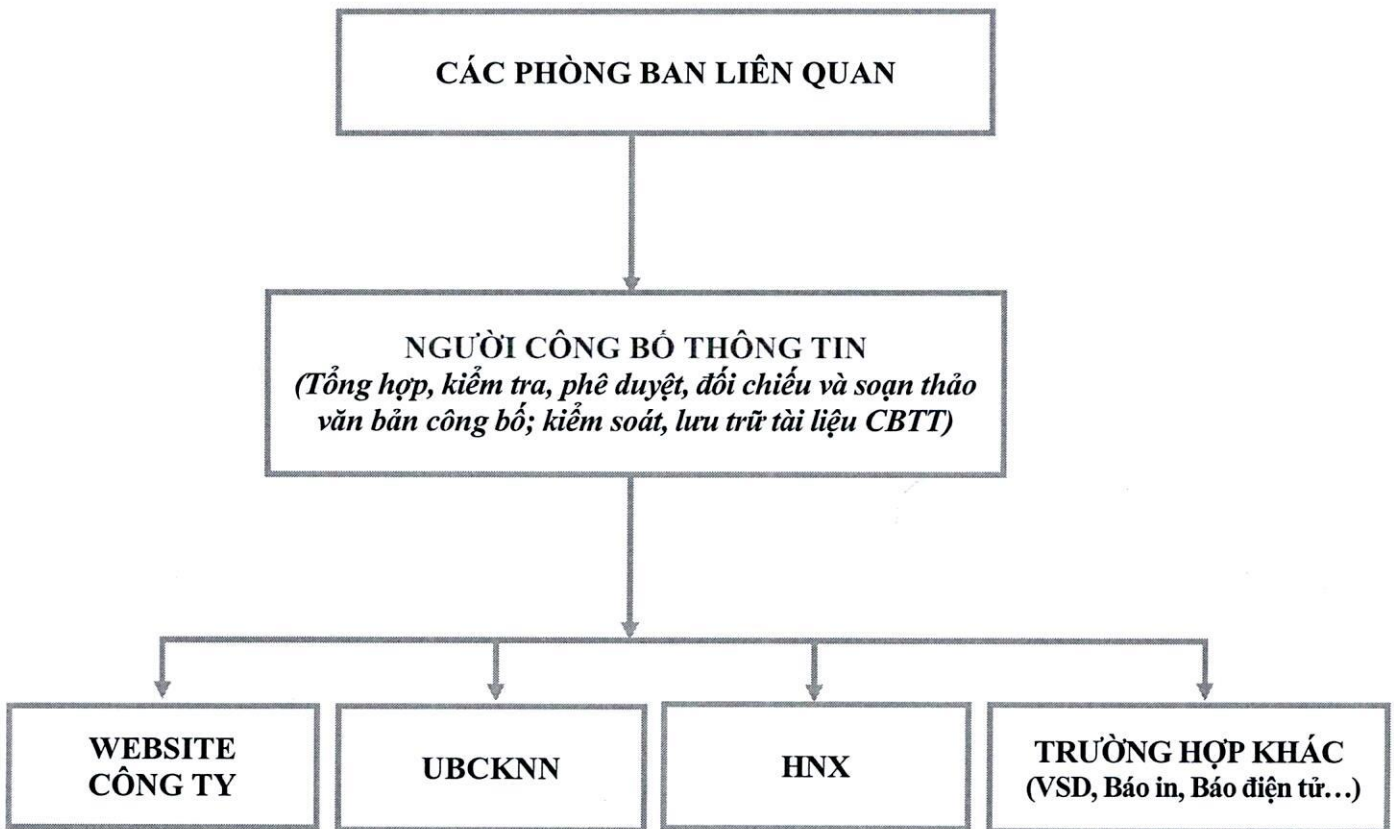 CÁC PHÒNG BAN LIÊN QUAN
NGƯỜI CÔNG BỐ THÔNG TIN
(Tổng hợp, kiểm tra, phê duyệt, đối chiếu và soạn thảo
văn bản công bố; kiểm soát, lưu trữ tài liệu CBTT)
WEBSITE
CÔNG TY
UBCKNN
HNX
TRƯỜNG HỢP KHÁC
(VSD, Báo in, Báo điện tử...)